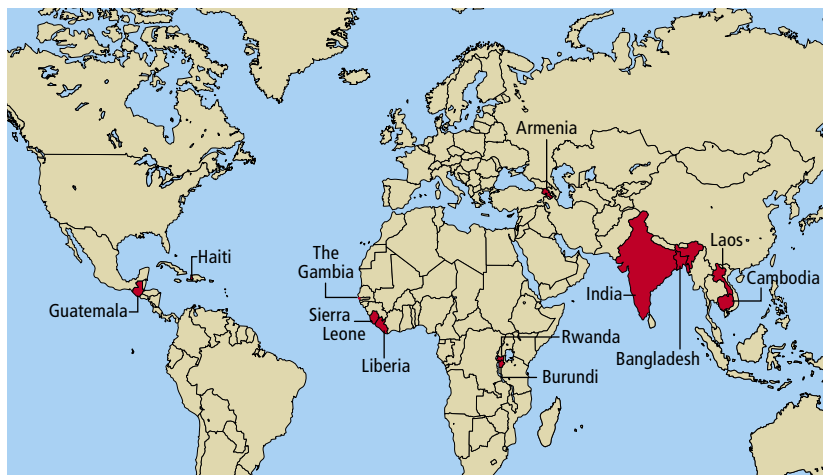 Armenia
Haiti
The
Gambia
Laos
Cambodia
Guatemala
India
Sierra
Leone
Rwanda
Bangladesh
Liberia
Burundi